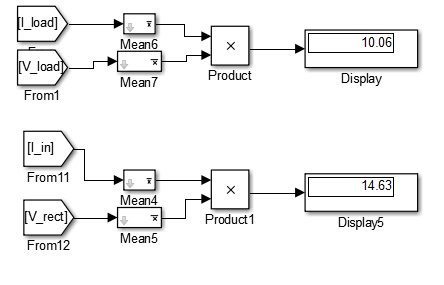 [I_load]
Mean6
[V_load]
From1
Mean7
×
Product
10.06
Display
[I_in]
From11
Mean4
[V_rect]
From12
Mean5
×
Product1
14.63
Display5